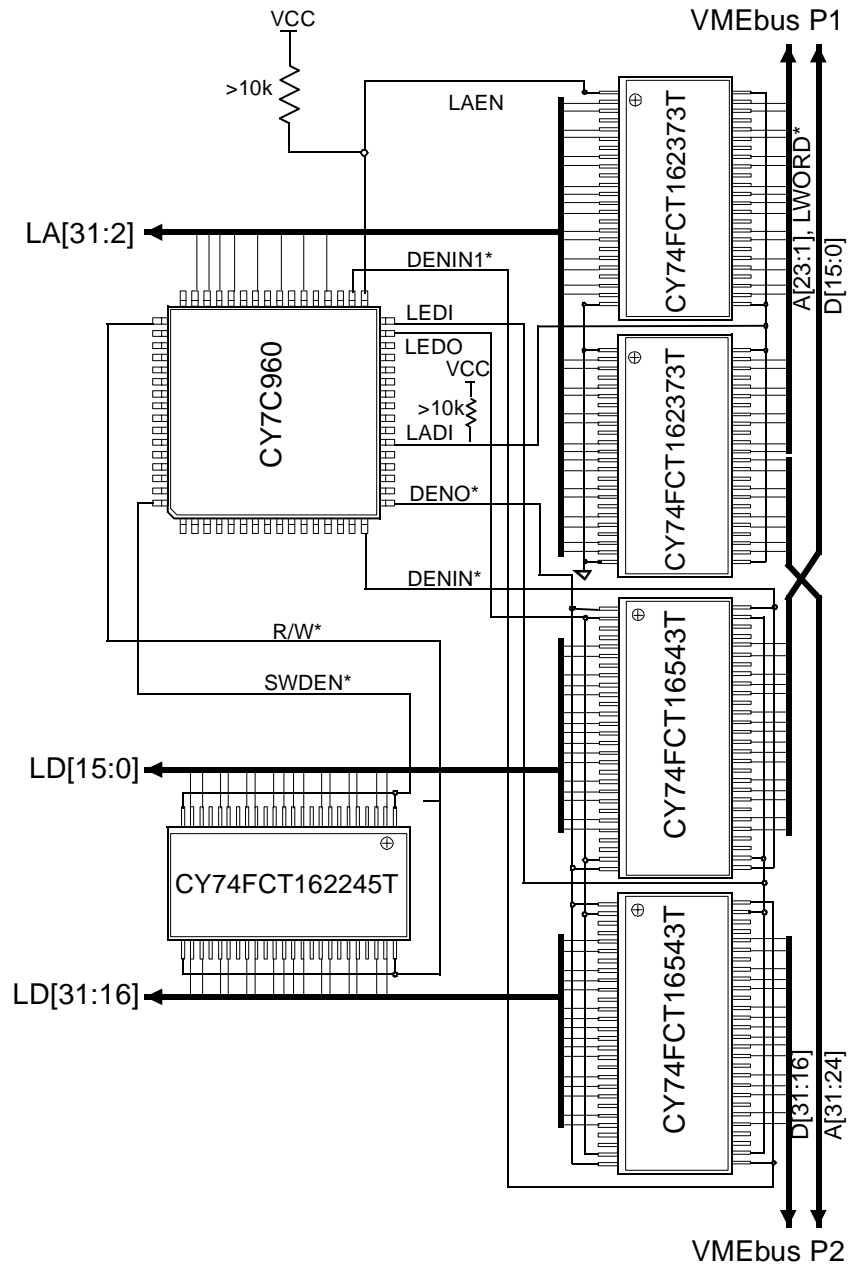 VMEbus P1
VCC
>10k
LAEN
CY74FCT162373T
A[23:1], LWORD*
D[15:0]
LA[31:2]
DENIN1*
LEDI
LEDO
VCC
>10k
LADI
CY7C960
CY74FCT162373T
DENO*
DENIN*
R/W*
SWDEN*
CY74FCT16543T
LD[15:0]
CY74FCT162245T
LD[31:16]
CY74FCT16543T
D[31:16]
A[31:24]
VMEbus P2